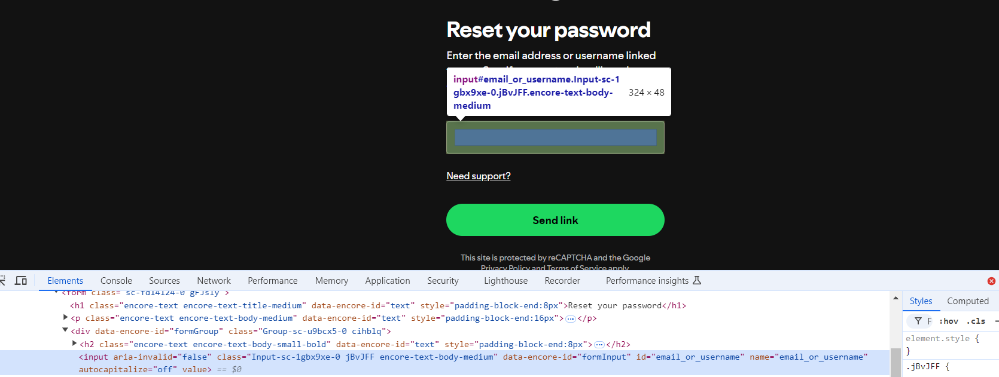 Reset your password
Enter the email address or username linked
input#email_or_username.Input-sc-1
gbx9xe-0.jBvJFF.encore-text-body-
medium
324 × 48
Need support?
Send link
This site is protected by reCAPTCHA and the Google
Privacy Policy and Terms of Service apply.
Elements Console Sources Network Performance Memory Application Security Lighthouse Recorder Performance insights
<form class="sc-fd14124-0 gFJsIy">
<h1 class="encore-text encore-text-title-medium" data-encore-id="text" style="padding-block-end:8px">Reset your password</h1>
<p class="encore-text encore-text-body-medium" data-encore-id="text" style="padding-block-end:16px">…</p>
<div data-encore-id="formGroup" class="Group-sc-u9bcx5-0 cihblq">
<h2 class="encore-text encore-text-body-small-bold" data-encore-id="text" style="padding-block-end:8px">…</h2>
<input aria-invalid="false" class="Input-sc-1gbx9xe-0 jBvJFF encore-text-body-medium" data-encore-id="formInput" id="email_or_username" name="email_or_username"
autocapitalize="off" value> == $0
Styles Computed
F :hov .cls
element.style {
}
.jBvJFF {